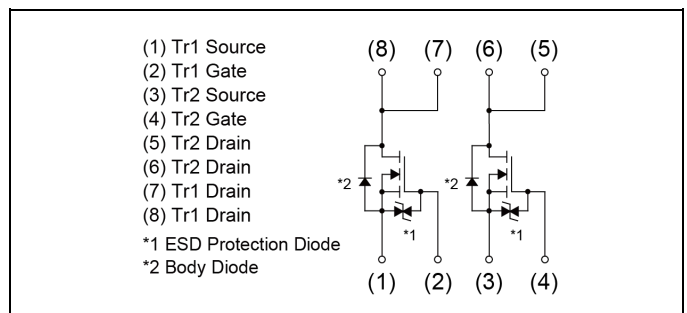 (1) Tr1 Source
(2) Tr1 Gate
(3) Tr2 Source
(4) Tr2 Gate
(5) Tr2 Drain
(6) Tr2 Drain
(7) Tr1 Drain
(8) Tr1 Drain
*1 ESD Protection Diode
*2 Body Diode
(8) (7) (6) (5)
*2 *2
*1 *1
(1) (2) (3) (4)